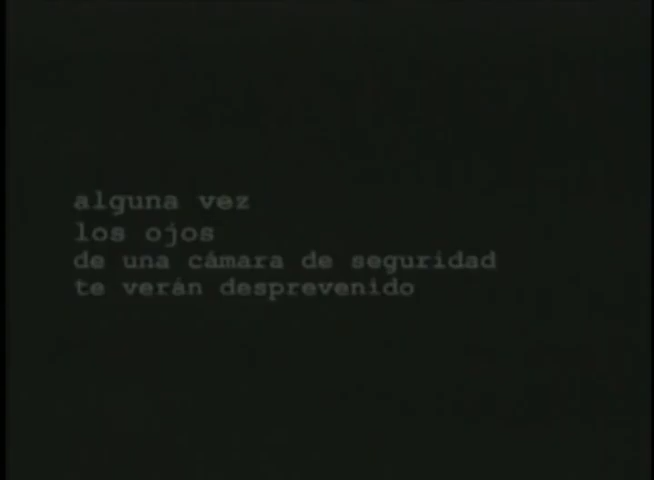 alguna vez
los ojos
de una cámara de seguridad
te verán desprevenido